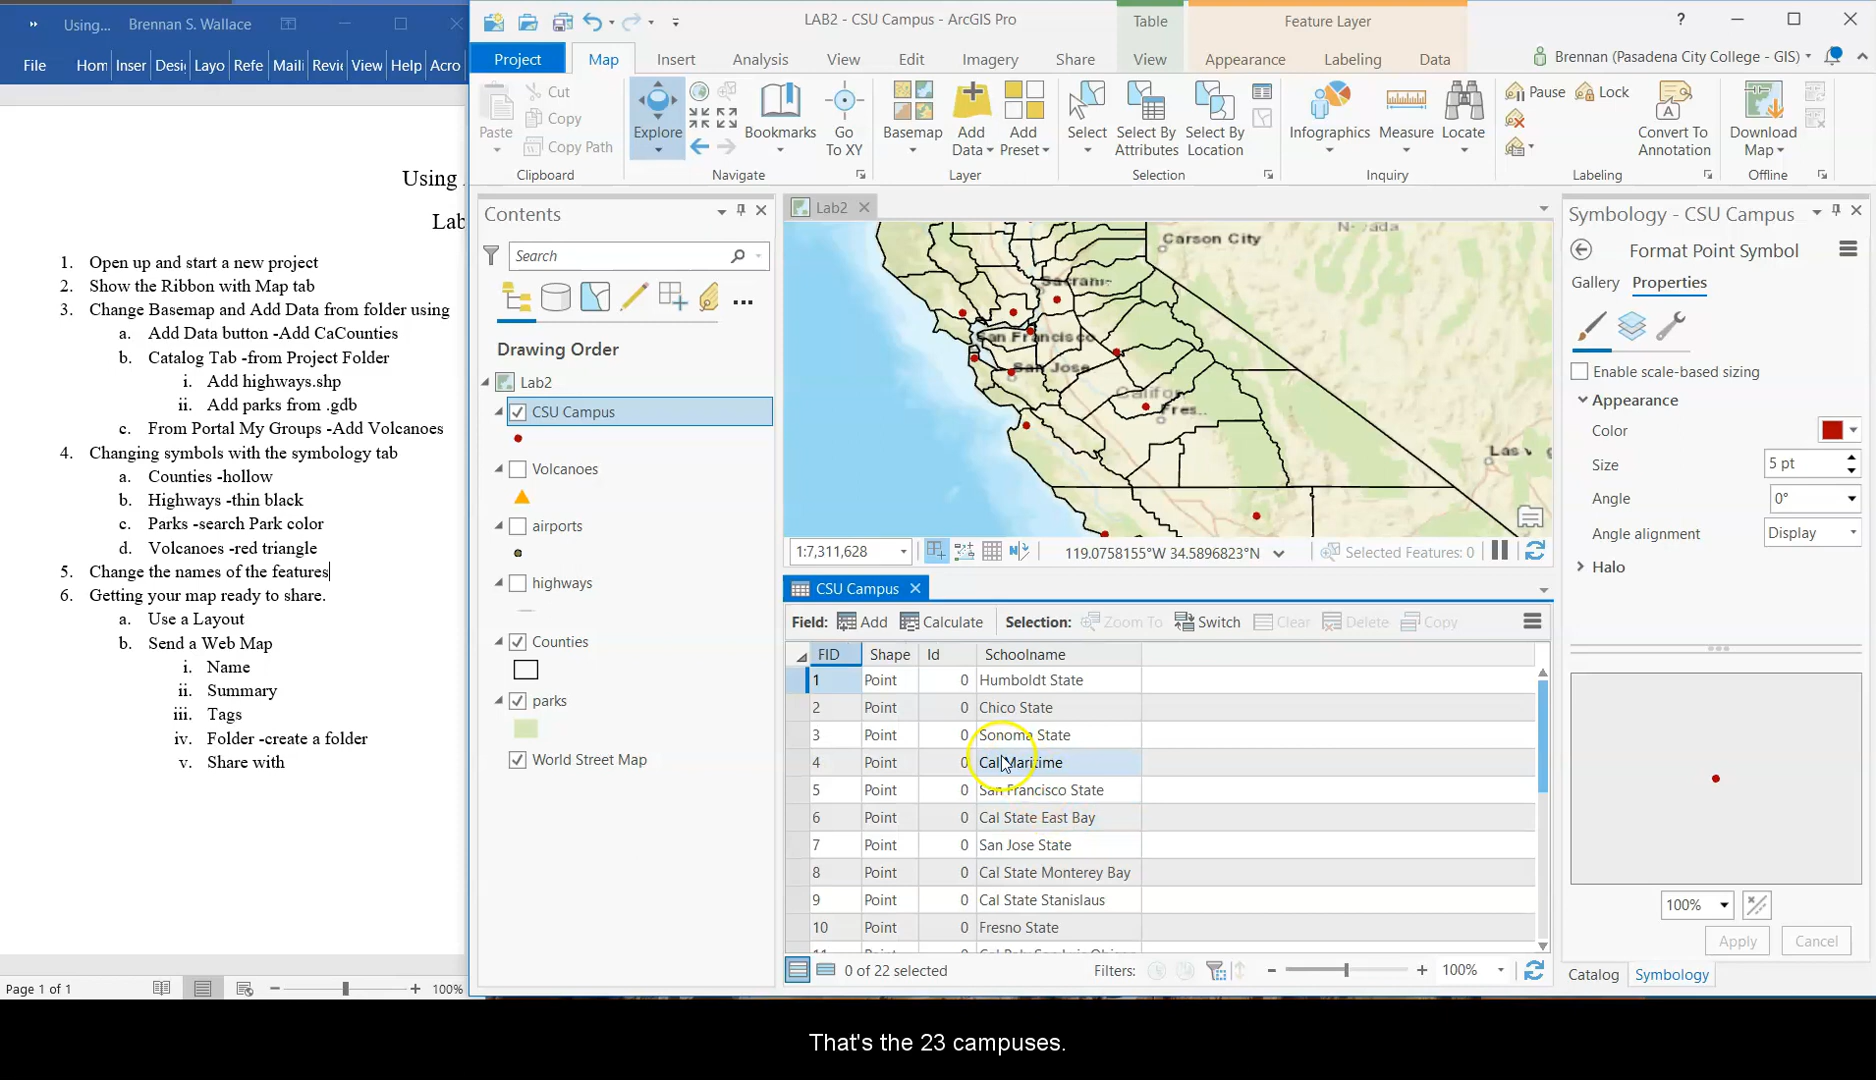 Using...
Brennan S. Wallace
File Hom Inser Desig Layo Refe Maili Revie View Help Acro
Using
Lab
1. Open up and start a new project
2. Show the Ribbon with Map tab
3. Change Basemap and Add Data from folder using
a. Add Data button -Add CaCounties
b. Catalog Tab -from Project Folder
i. Add highways.shp
ii. Add parks from .gdb
c. From Portal My Groups -Add Volcanoes
4. Changing symbols with the symbology tab
a. Counties -hollow
b. Highways -thin black
c. Parks -search Park color
d. Volcanoes -red triangle
5. Change the names of the features
6. Getting your map ready to share.
a. Use a Layout
b. Send a Web Map
i. Name
ii. Summary
iii. Tags
iv. Folder -create a folder
v. Share with
Page 1 of 1
100%
LAB2 - CSU Campus - ArcGIS Pro
Table
Feature Layer
?
Project Map Insert Analysis View Edit Imagery Share View Appearance Labeling Data
Brennan (Pasadena City College - GIS)
Paste
Cut
Copy
Copy Path
Clipboard
Explore
Bookmarks
Go To XY
Navigate
Basemap
Add Data
Add Preset
Layer
Select
Select By Attributes
Select By Location
Selection
Infographics
Measure
Locate
Inquiry
Pause
Lock
Convert To Annotation
Labeling
Download Map
Offline
Contents
Search
Drawing Order
Lab2
CSU Campus
Volcanoes
airports
highways
Counties
parks
World Street Map
Lab2
Carson City
Nevada
San Francisco
San Jose
Fres..
1:7,311,628
119.0758155°W 34.5896823°N
Selected Features: 0
CSU Campus
Field: Add Calculate Selection: Zoom To Switch Clear Delete Copy
FID Shape Id Schoolname
1 Point 0 Humboldt State
2 Point 0 Chico State
3 Point 0 Sonoma State
4 Point 0 Cal Maritime
5 Point 0 San Francisco State
6 Point 0 Cal State East Bay
7 Point 0 San Jose State
8 Point 0 Cal State Monterey Bay
9 Point 0 Cal State Stanislaus
10 Point 0 Fresno State
0 of 22 selected
Filters:
100%
Symbology - CSU Campus
Format Point Symbol
Gallery Properties
Enable scale-based sizing
Appearance
Color
Size 5 pt
Angle 0°
Angle alignment Display
Halo
100%
Apply Cancel
Catalog Symbology
That's the 23 campuses.